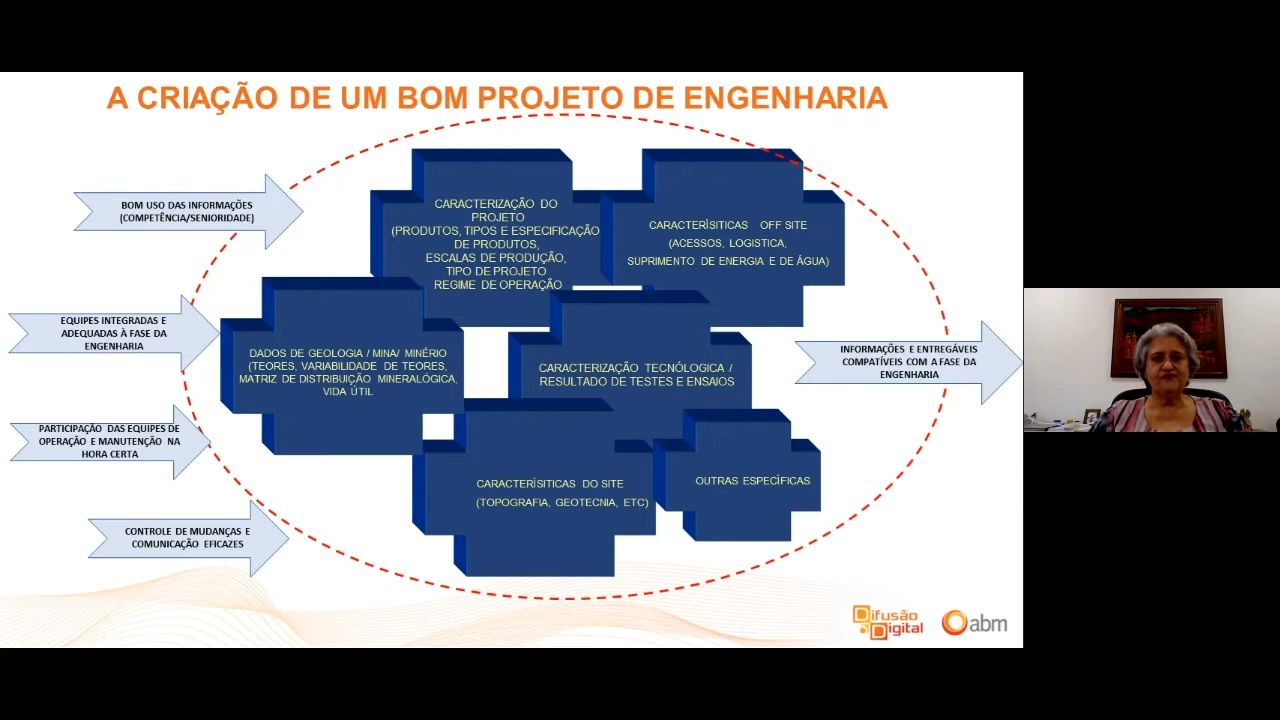 A CRIAÇÃO DE UM BOM PROJETO DE ENGENHARIA
BOM USO DAS INFORMAÇÕES
(COMPETÊNCIA/SENIORIDADE)
EQUIPES INTEGRADAS E
ADEQUADAS À FASE DA
ENGENHARIA
PARTICIPAÇÃO DAS EQUIPES DE
OPERAÇÃO E MANUTENÇÃO NA
HORA CERTA
CONTROLE DE MUDANÇAS E
COMUNICAÇÃO EFICAZES
CARACTERIZAÇÃO DO
PROJETO
(PRODUTOS, TIPOS E ESPECIFICAÇÃO
DE PRODUTOS,
ESCALAS DE PRODUÇÃO,
TIPO DE PROJETO
REGIME DE OPERAÇÃO
CARACTERÍSITICAS OFF SITE
(ACESSOS, LOGISTICA,
SUPRIMENTO DE ENERGIA E DE ÁGUA)
DADOS DE GEOLOGIA / MINA/ MINÉRIO
(TEORES, VARIABILIDADE DE TEORES,
MATRIZ DE DISTRIBUIÇÃO MINERALÓGICA,
VIDA ÚTIL
CARACTERIZAÇÃO TECNÓLOGICA /
RESULTADO DE TESTES E ENSAIOS
CARACTERÍSITICAS DO SITE
(TOPOGRAFIA, GEOTECNIA, ETC)
OUTRAS ESPECÌFICAS
INFORMAÇÕES E ENTREGÁVEIS
COMPATÍVEIS COM A FASE DA
ENGENHARIA
Difusão
Digital
abm